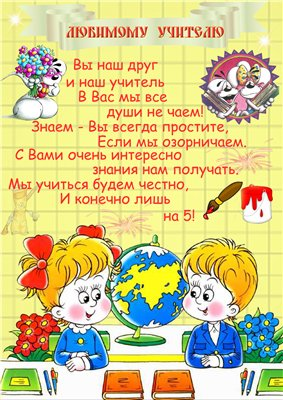 ЛЮБИМОМУ УЧИТЕЛЮ
Вы наш друг
и наш учитель
В Вас мы все
души не чаем!
Знаем - Вы всегда простите,
Если мы озорничаем.
С Вами очень интересно
знания нам получать.
Мы учиться будем честно,
И конечно лишь
на 5!